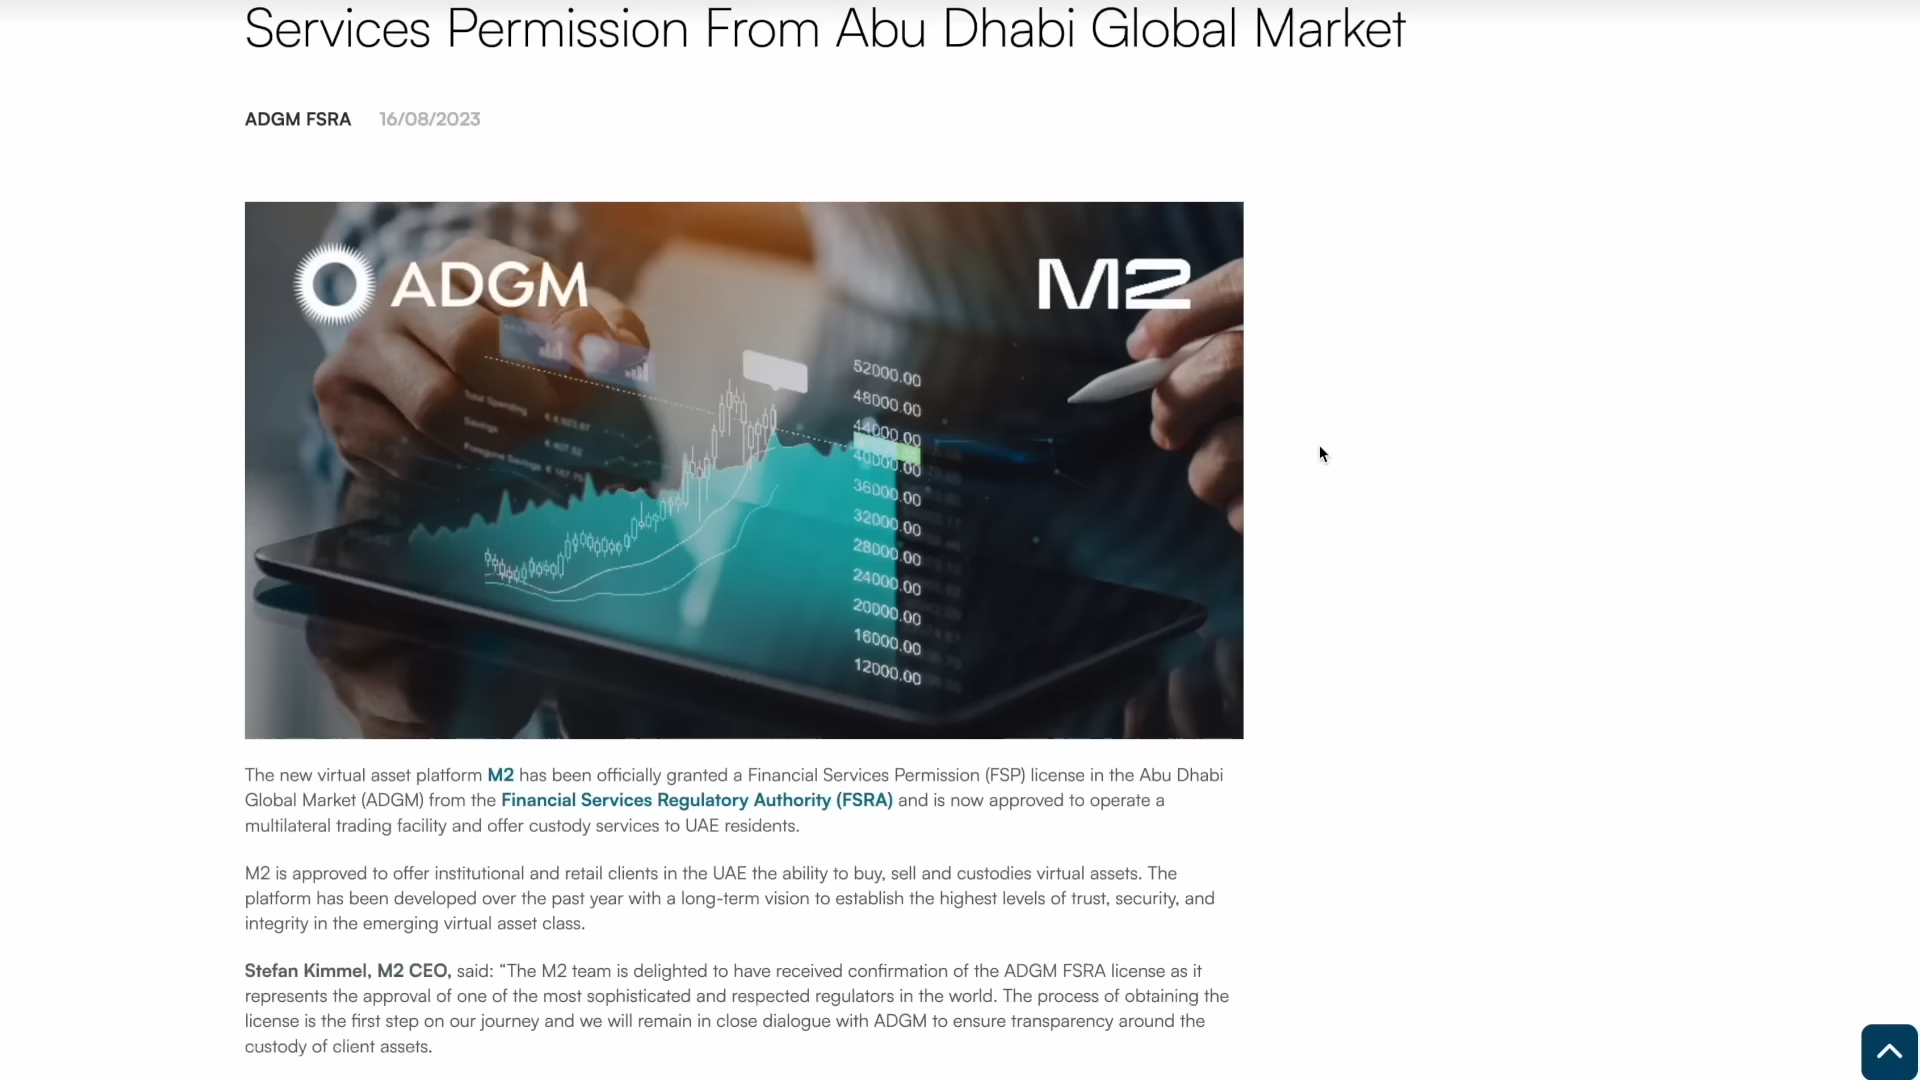 Services Permission From Abu Dhabi Global Market
ADGM FSRA 16/08/2023
ADGM
M2
52000.00
48000.00
44000.00
40000.00
36000.00
32000.00
28000.00
24000.00
20000.00
16000.00
12000.00
Total Spending
Savings
The new virtual asset platform M2 has been officially granted a Financial Services Permission (FSP) license in the Abu Dhabi
Global Market (ADGM) from the Financial Services Regulatory Authority (FSRA) and is now approved to operate a
multilateral trading facility and offer custody services to UAE residents.
M2 is approved to offer institutional and retail clients in the UAE the ability to buy, sell and custodies virtual assets. The
platform has been developed over the past year with a long-term vision to establish the highest levels of trust, security, and
integrity in the emerging virtual asset class.
Stefan Kimmel, M2 CEO, said: “The M2 team is delighted to have received confirmation of the ADGM FSRA license as it
represents the approval of one of the most sophisticated and respected regulators in the world. The process of obtaining the
license is the first step on our journey and we will remain in close dialogue with ADGM to ensure transparency around the
custody of client assets.